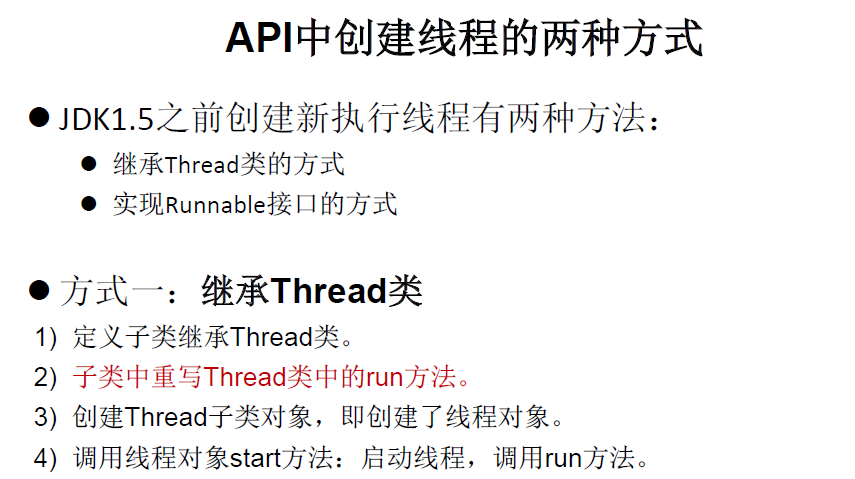 API中创建线程的两种方式
● JDK1.5之前创建新执行线程有两种方法：
● 继承Thread类的方式
● 实现Runnable接口的方式
● 方式一：继承Thread类
1) 定义子类继承Thread类。
2) 子类中重写Thread类中的run方法。
3) 创建Thread子类对象，即创建了线程对象。
4) 调用线程对象start方法：启动线程，调用run方法。